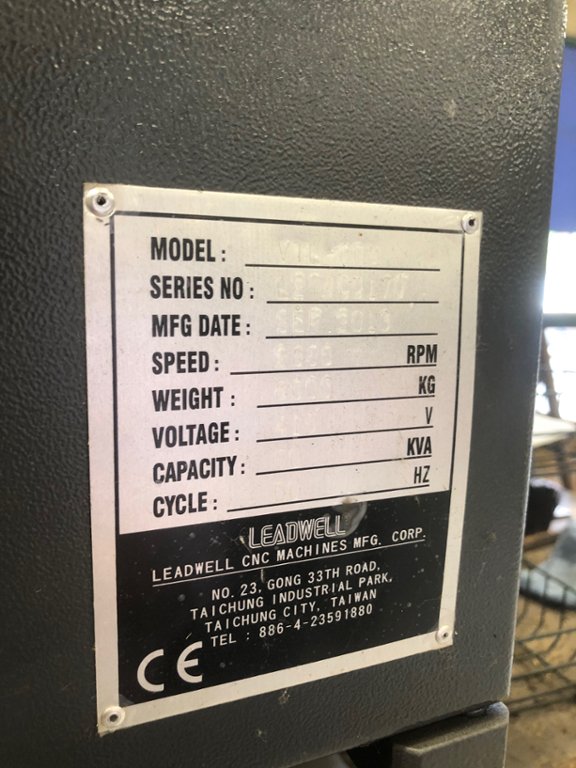 MODEL :
SERIES NO :
MFG DATE : SEP.
SPEED : RPM
WEIGHT : KG
VOLTAGE : V
CAPACITY : KVA
CYCLE : HZ
LEADWELL
LEADWELL CNC MACHINES MFG. CORP.
NO. 23, GONG 33TH ROAD,
TAICHUNG INDUSTRIAL PARK,
TAICHUNG CITY, TAIWAN
TEL : 886-4-23591880
CE